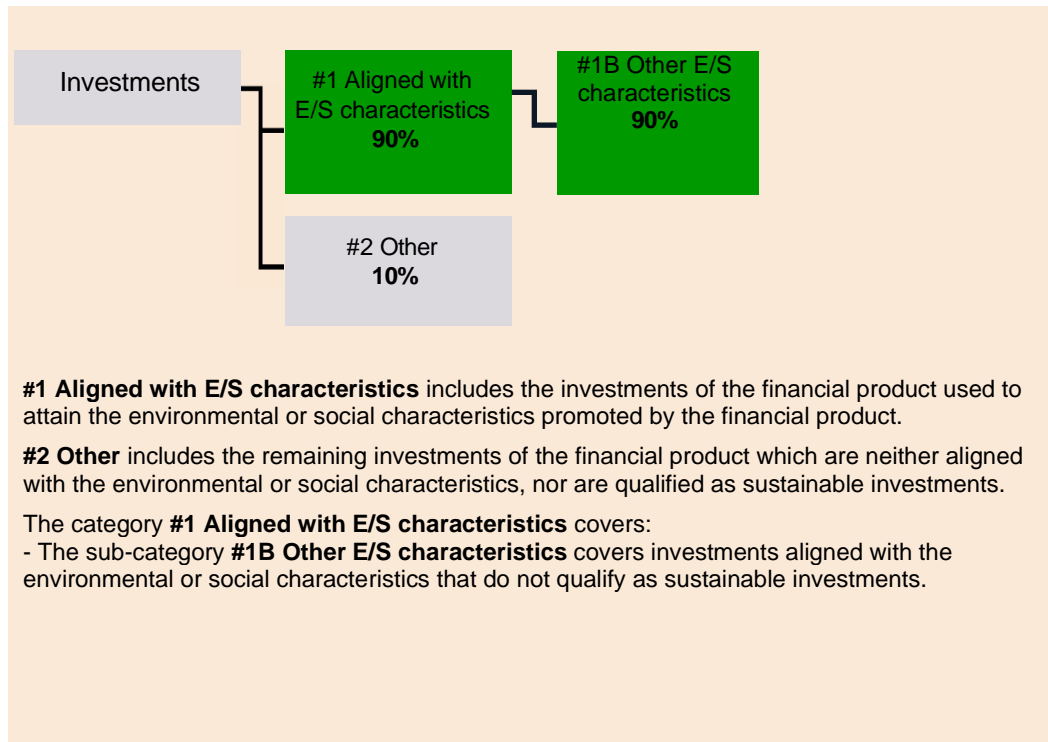 Investments
#1 Aligned with
E/S characteristics
90%
#1B Other E/S
characteristics
90%
#2 Other
10%
#1 Aligned with E/S characteristics includes the investments of the financial product used to
attain the environmental or social characteristics promoted by the financial product.
#2 Other includes the remaining investments of the financial product which are neither aligned
with the environmental or social characteristics, nor are qualified as sustainable investments.
The category #1 Aligned with E/S characteristics covers:
- The sub-category #1B Other E/S characteristics covers investments aligned with the
environmental or social characteristics that do not qualify as sustainable investments.